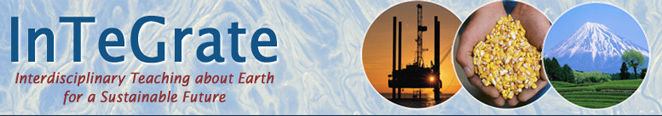 InTeGrate
Interdisciplinary Teaching about Earth
for a Sustainable Future